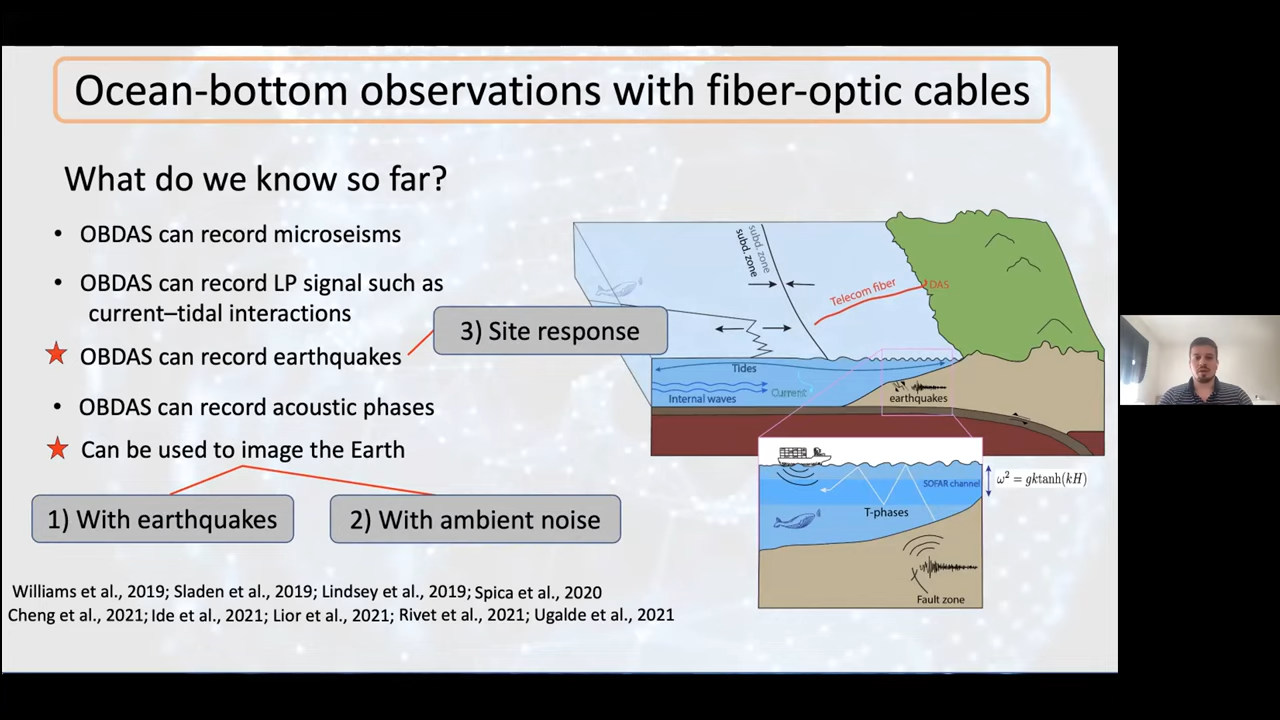 Ocean-bottom observations with fiber-optic cables
What do we know so far?
• OBDAS can record microseisms
• OBDAS can record LP signal such as
current–tidal interactions
OBDAS can record earthquakes
3) Site response
• OBDAS can record acoustic phases
Can be used to image the Earth
1) With earthquakes
2) With ambient noise
Williams et al., 2019; Sladen et al., 2019; Lindsey et al., 2019; Spica et al., 2020
Cheng et al., 2021; Ide et al., 2021; Lior et al., 2021; Rivet et al., 2021; Ugalde et al., 2021
subd. zone
subd. zone
Telecom fiber
DAS
Tides
Internal waves
Current
earthquakes
SOFAR channel
T-phases
Fault zone
ω² = gktanh(kH)